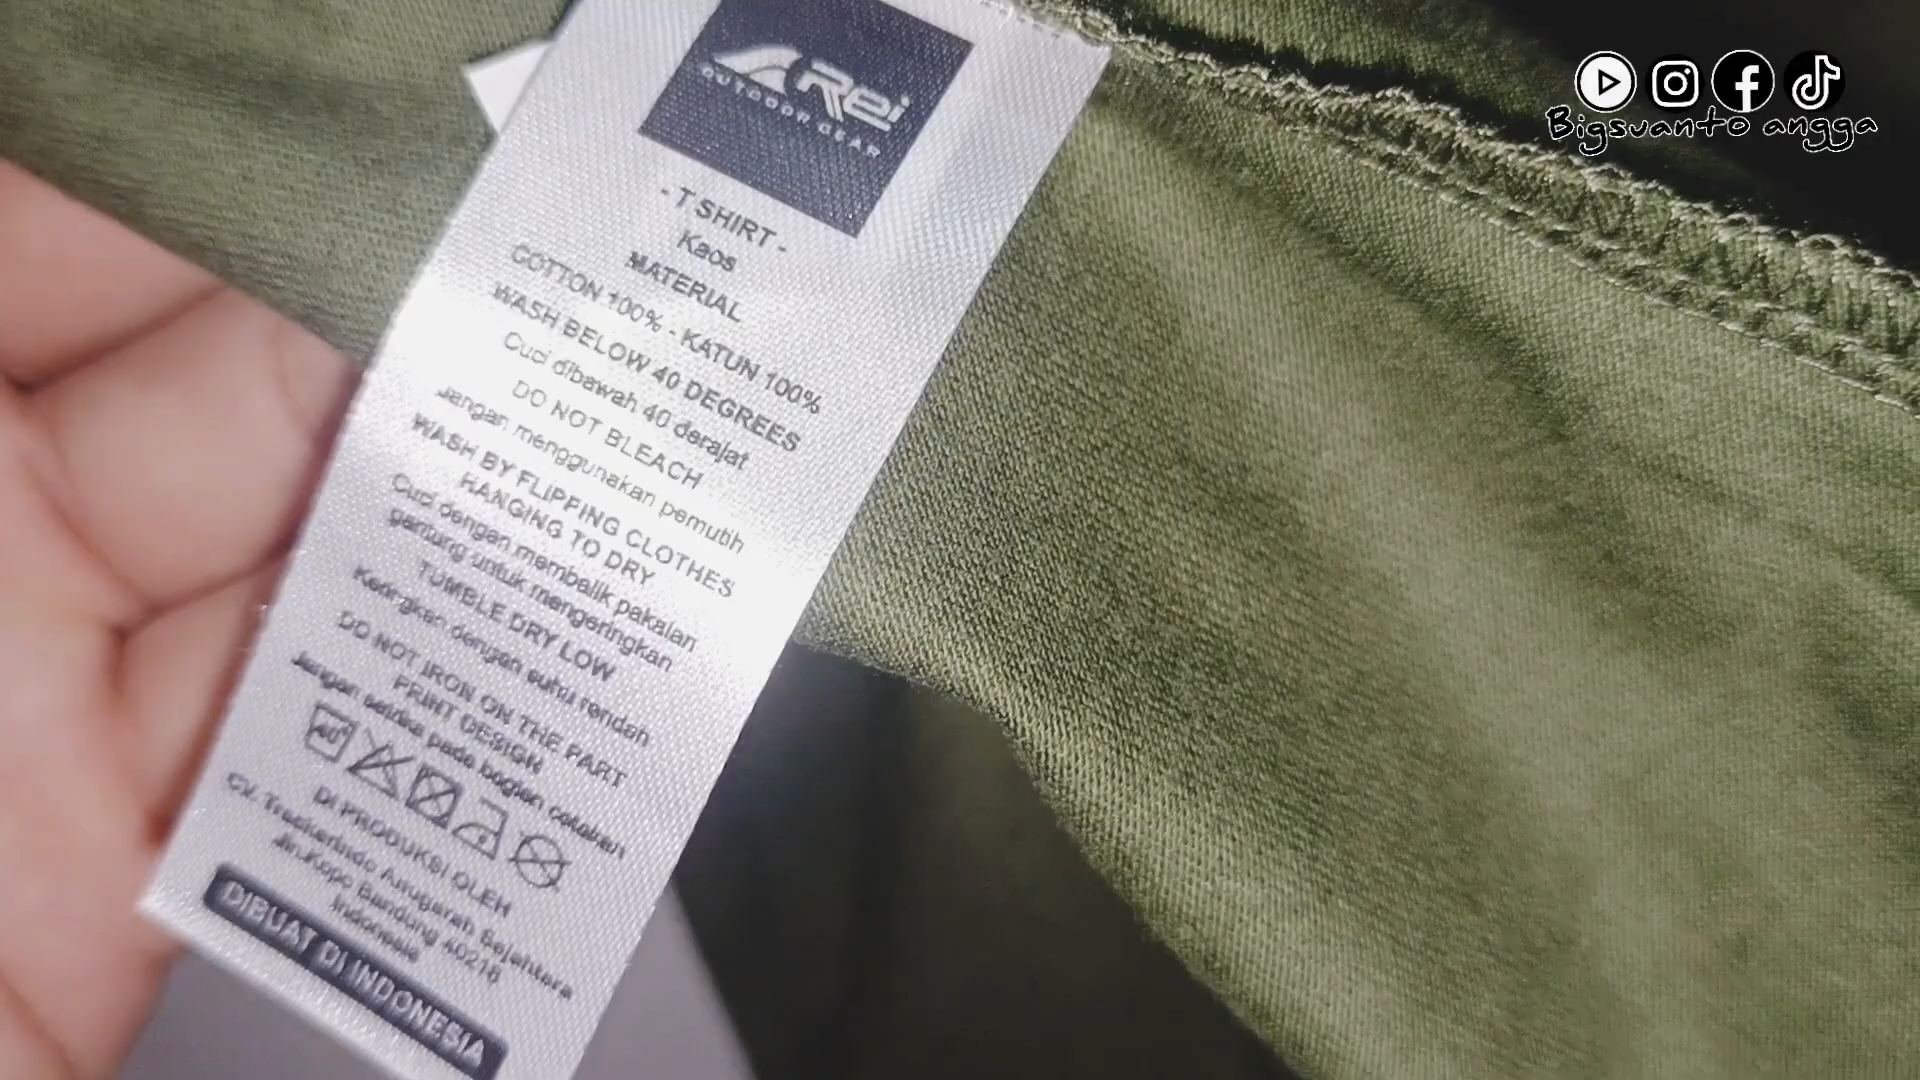 Rei
OUTDOOR GEAR
- T SHIRT -
Kaos
MATERIAL
COTTON 100% - KATUN 100%
WASH BELOW 40 DEGREES
Cuci dibawah 40 derajat
DO NOT BLEACH
Jangan menggunakan pemutih
WASH BY FLIPPING CLOTHES
HANGING TO DRY
Cuci dengan membalik pakaian
gantung untuk mengeringkan
TUMBLE DRY LOW
Keringkan dengan suhu rendah
DO NOT IRON ON THE PART
PRINT DESIGN
Jangan setrika pada bagian
40°
DI PRODUKSI OLEH
CV. Trackerindo Anugerah Sejahtera
Jln.Kopo Bandung 40216
Indonesia
DIBUAT DI INDONESIA
Bigsuanto angga